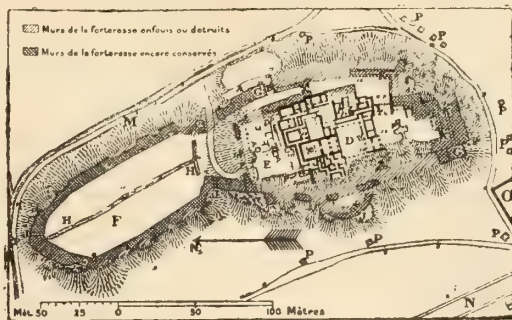 Murs de la forteresse enfouis ou detruits
Murs de la forteresse encore conservés
P
P
M
G
P
P
H
E
D
G
O
H
F
P
P
P
N
N
Mèt. 50 25 0 50 100 Mètres